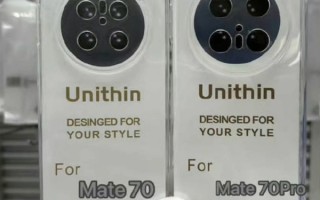 Unithin
DESINGED FOR
YOUR STYLE
For
Mate 70
Unithin
DESINGED FOR
YOUR STYLE
For
Mate 70Pro